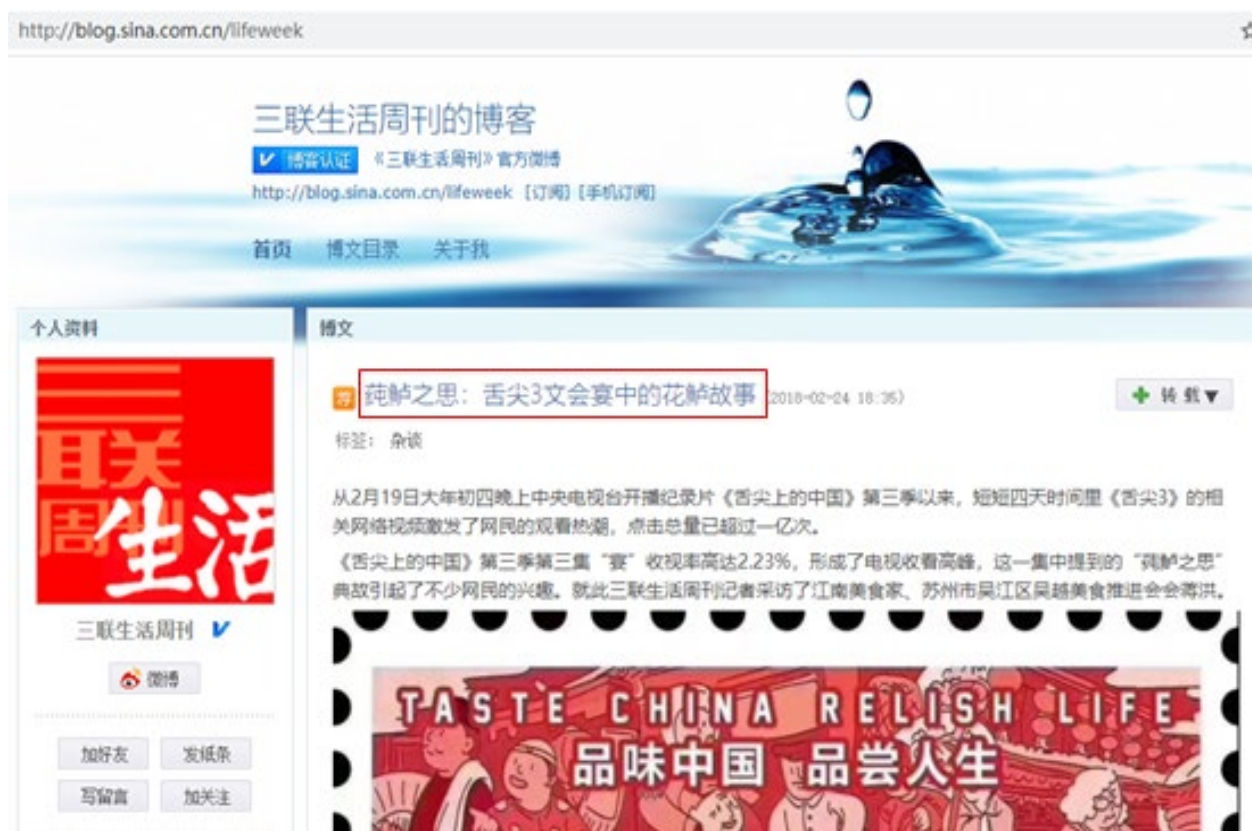 http://blog.sina.com.cn/lifeweek
三联生活周刊的博客
博客认证 《三联生活周刊》官方微博
http://blog.sina.com.cn/lifeweek [订阅] [手机订阅]
首页 博文目录 关于我
个人资料
博文
荐 莼鲈之思：舌尖3文会宴中的花鲈故事 (2018-02-24 18:35)
转载▼
标签： 杂谈
从2月19日大年初四晚上中央电视台开播纪录片《舌尖上的中国》第三季以来，短短四天时间里《舌尖3》的相
关网络视频激发了网民的观看热潮，点击总量已超过一亿次。
《舌尖上的中国》第三季第三集“宴”收视率高达2.23%，形成了电视收看高峰，这一集中提到的“莼鲈之思”
典故引起了不少网民的兴趣。就此三联生活周刊记者采访了江南美食家、苏州市吴江区吴越美食推进会会蒋洪。
生活
周刊
三联生活周刊
微博
加好友 发纸条
写留言 加关注
TASTE CHINA RELISH LIFE
品味中国 品尝人生